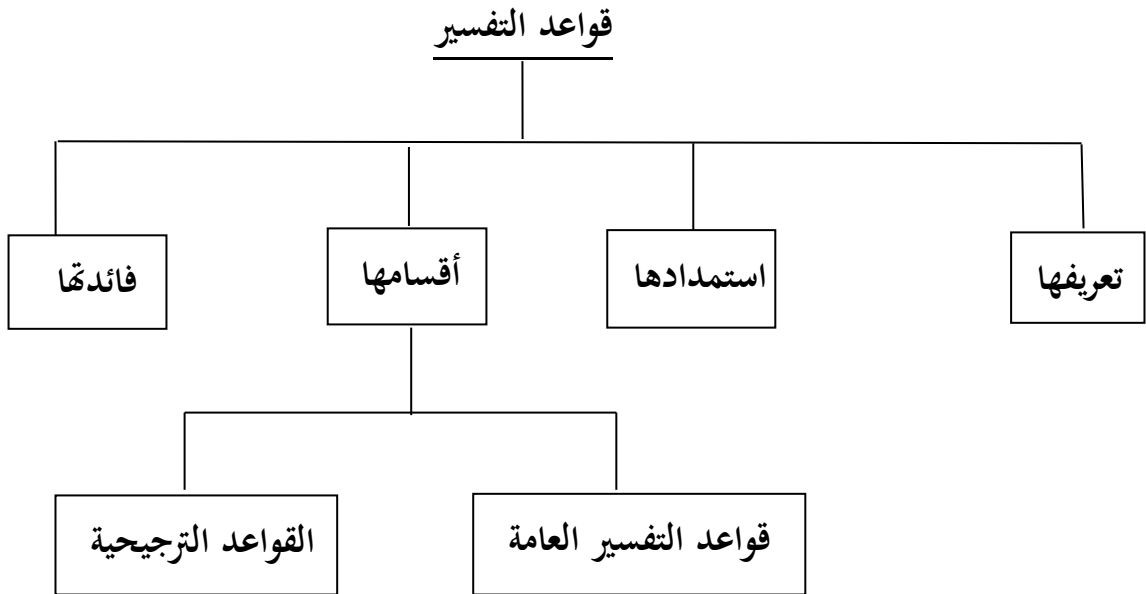 قواعد التفسير
تعريفها
استمدادها
أقسامها
فائدتها
قواعد التفسير العامة
القواعد الترجيحية